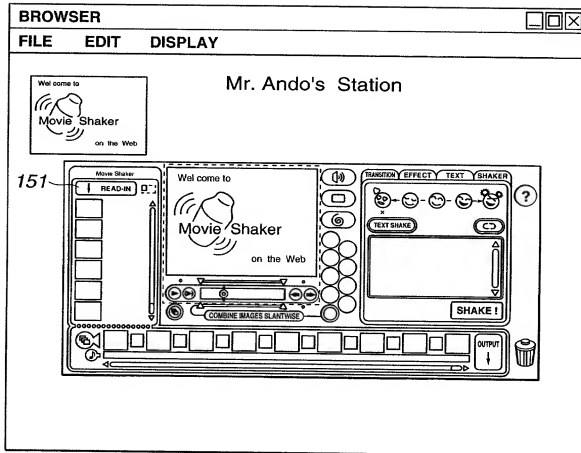 BROWSER
FILE EDIT DISPLAY
Mr. Ando's Station
Wel come to
Movie Shaker
on the Web
151
Movie Shaker
READ-IN
Wel come to
Movie Shaker
on the Web
COMBINE IMAGES SLANTWISE
TRANSITION EFFECT TEXT SHAKER
?
TEXT SHAKE
SHAKE !
OUTPUT